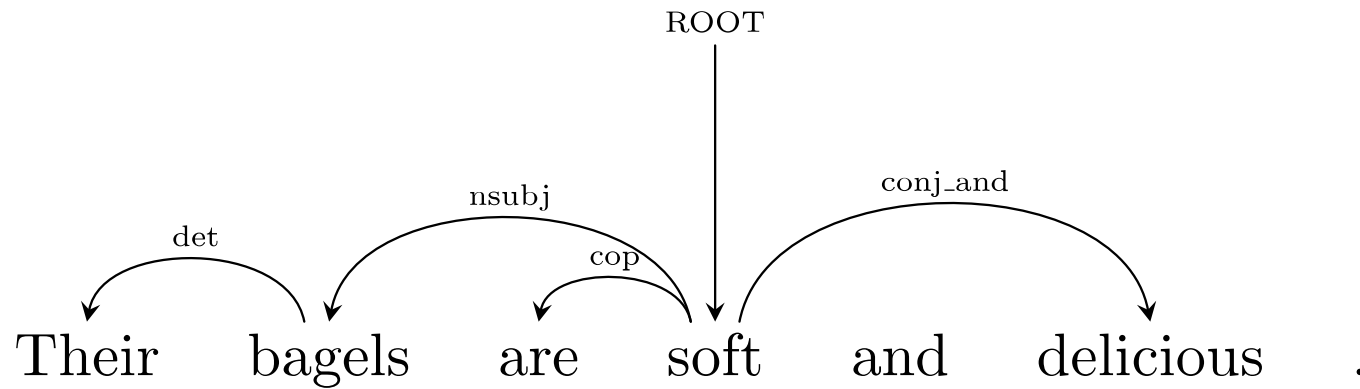 ROOT
conj_and
nsubj
det
cop
Their bagels are soft and delicious .